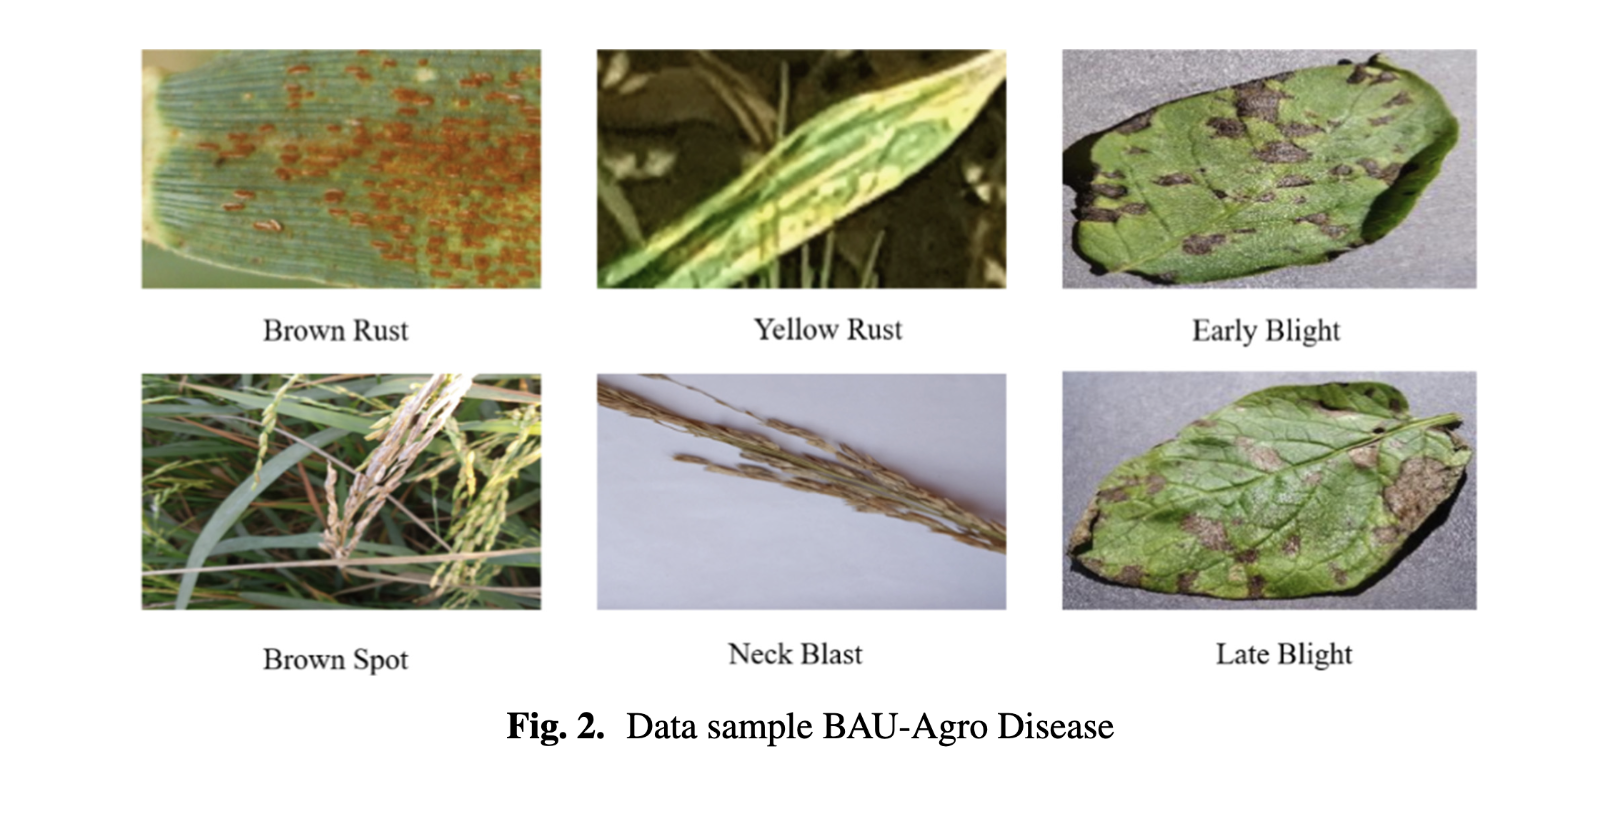 Brown Rust
Yellow Rust
Early Blight
Brown Spot
Neck Blast
Late Blight
Fig. 2. Data sample BAU-Agro Disease